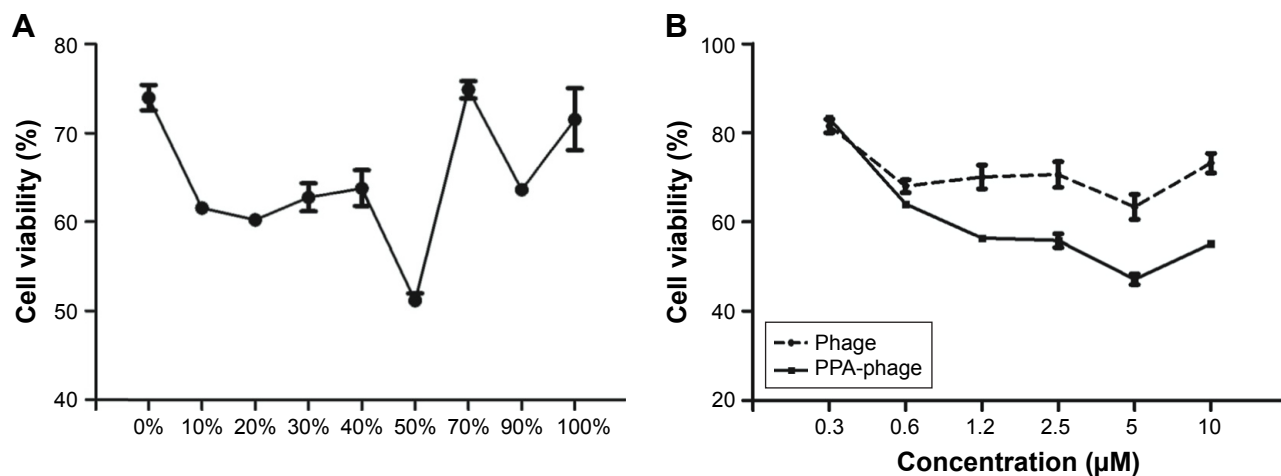 A
Cell viability (%)
80
70
60
50
40
0% 10% 20% 30% 40% 50% 70% 90% 100%
B
Cell viability (%)
100
80
60
40
20
Phage
PPA-phage
0.3 0.6 1.2 2.5 5 10
Concentration (µM)